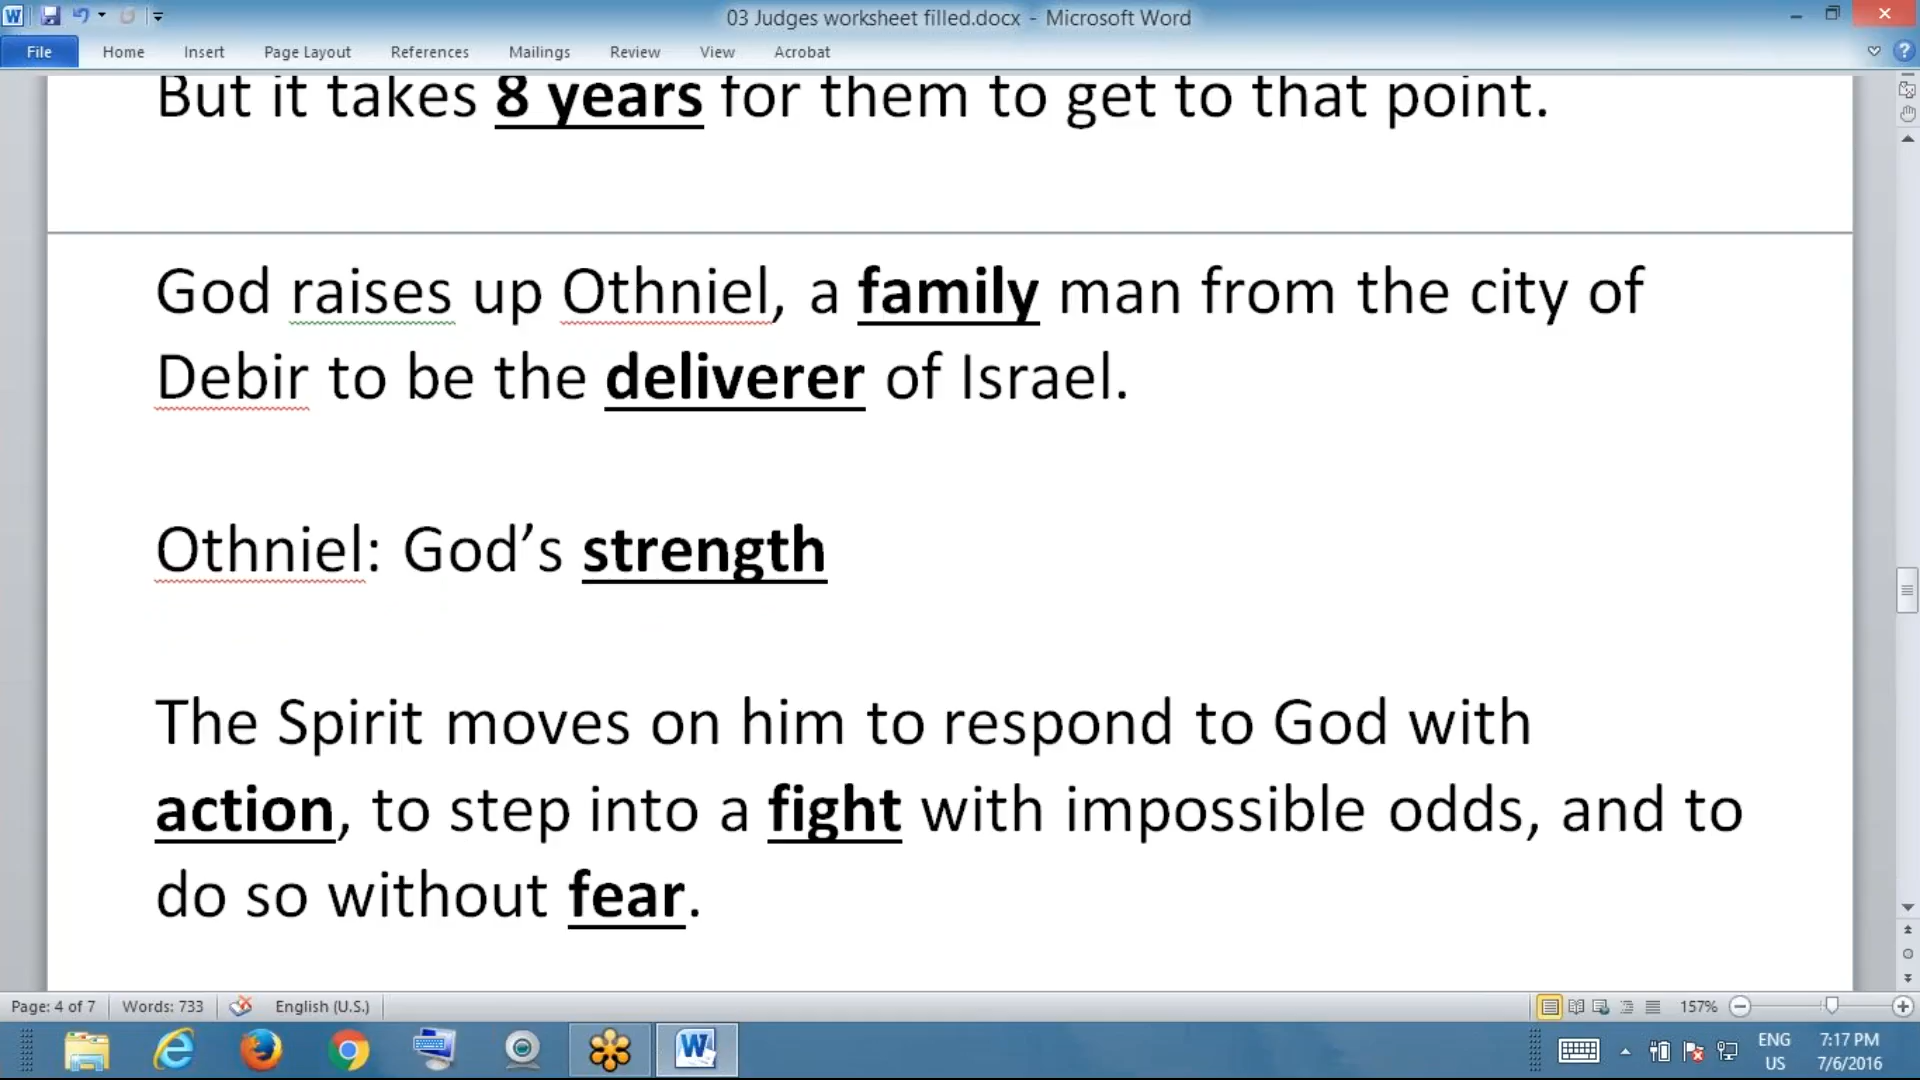 03 Judges worksheet filled.docx - Microsoft Word
File Home Insert Page Layout References Mailings Review View Acrobat
But it takes 8 years for them to get to that point.
God raises up Othniel, a family man from the city of
Debir to be the deliverer of Israel.
Othniel: God’s strength
The Spirit moves on him to respond to God with
action, to step into a fight with impossible odds, and to
do so without fear.
Page: 4 of 7 Words: 733 English (U.S.) 157%
ENG 7:17 PM
US 7/6/2016